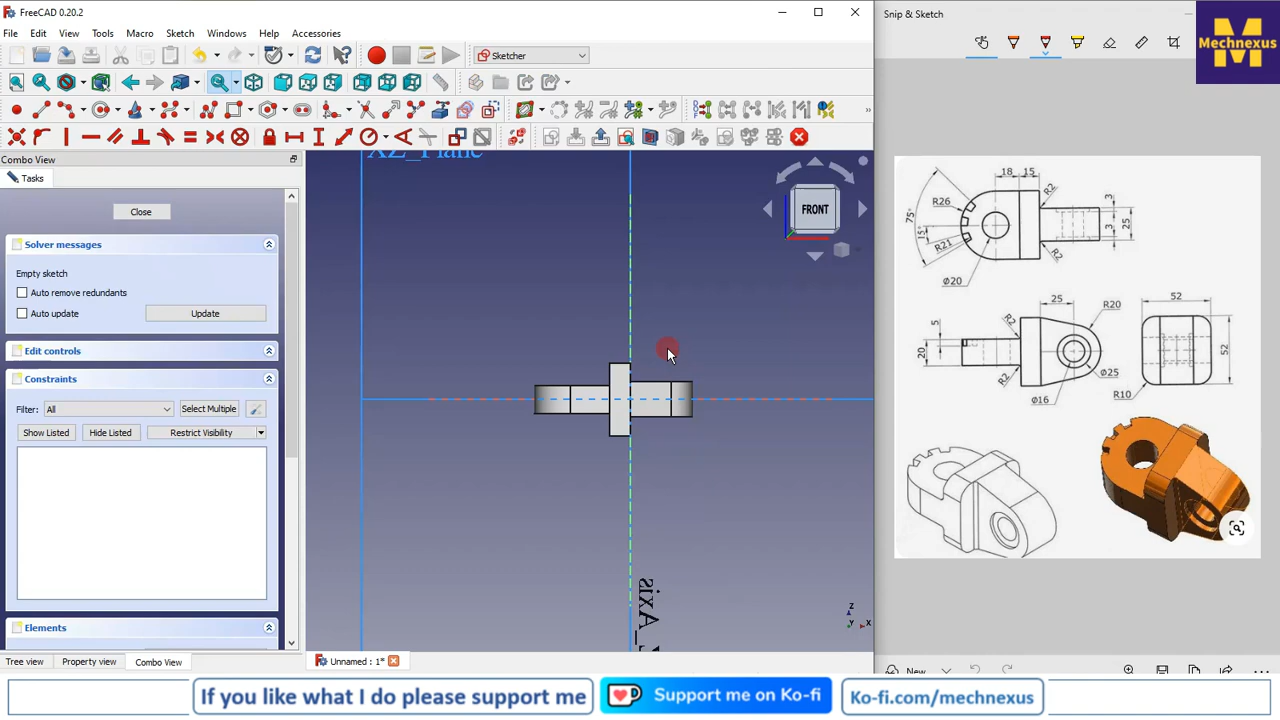 FreeCAD 0.20.2
File Edit View Tools Macro Sketch Windows Help Accessories
Sketcher
Combo View
Tasks
Close
Solver messages
Empty sketch
Auto remove redundants
Auto update
Update
Edit controls
Constraints
Filter: All Select Multiple
Show Listed Hide Listed Restrict Visibility
Elements
Tree view Property view Combo View
XZ_Plane
FRONT
Z
Y X
Unnamed : 1*
Snip & Sketch
Mechnexus
18 15 R2
R26
75°
15°
R21
Ø20
R2
3
3
25
25
R20
R2
5
20
R2
Ø16
Ø25
52
52
R10
New
If you like what I do please support me
Support me on Ko-fi
Ko-fi.com/mechnexus